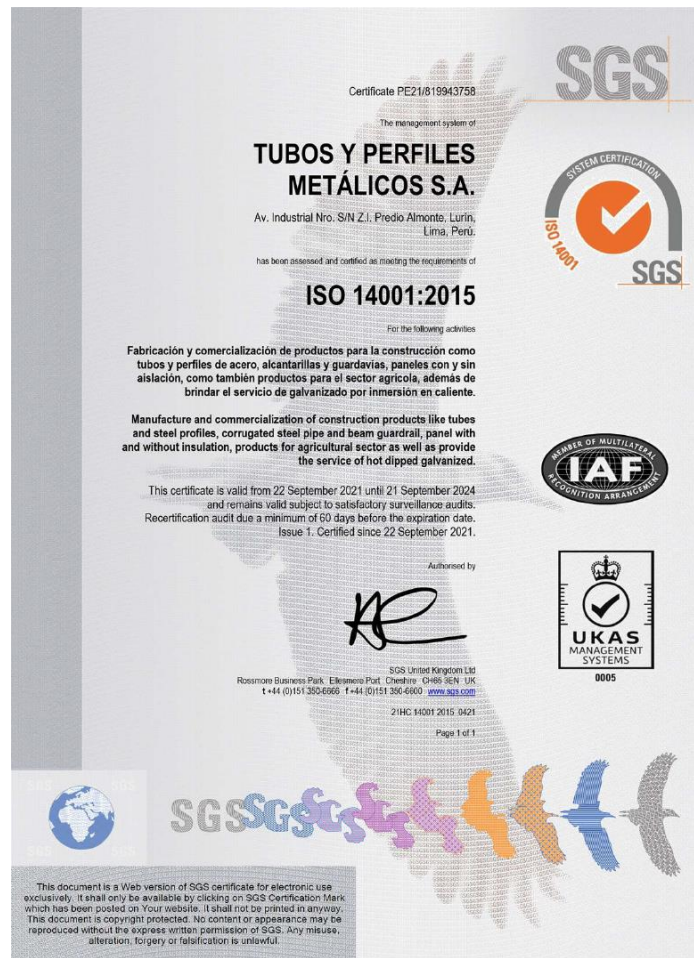 SGS
Certificate PE21/819943758
The management system of
TUBOS Y PERFILES
METÁLICOS S.A.
Av. Industrial Nro. S/N Z.I. Predio Almonte, Lurin,
Lima, Perú.
has been assessed and certified as meeting the requirements of
ISO 14001:2015
For the following activities
Fabricación y comercialización de productos para la construcción como
tubos y perfiles de acero, alcantarillas y guardavías, paneles con y sin
aislación, como también productos para el sector agrícola, además de
brindar el servicio de galvanizado por inmersión en caliente.
Manufacture and commercialization of construction products like tubes
and steel profiles, corrugated steel pipe and beam guardrail, panel with
and without insulation, products for agricultural sector as well as provide
the service of hot dipped galvanized.
This certificate is valid from 22 September 2021 until 21 September 2024
and remains valid subject to satisfactory surveillance audits.
Recertification audit due a minimum of 60 days before the expiration date.
Issue 1. Certified since 22 September 2021.
Authorised by
SGS United Kingdom Ltd
Rossmore Business Park Ellesmere Port Cheshire CH65 3EN UK
t +44 (0)151 350-6666 f +44 (0)151 350-6600 www.sgs.com
21HC 14001 2015 0421
Page 1 of 1
SYSTEM CERTIFICATION
ISO 14001
SGS
MEMBER OF MULTILATERAL
IAF
RECOGNITION ARRANGEMENT
UKAS
MANAGEMENT
SYSTEMS
0005
SGSSGS
This document is a Web version of SGS certificate for electronic use
exclusively. It shall only be available by clicking on SGS Certification Mark
which has been posted on Your website. It shall not be printed in anyway.
This document is copyright protected. No content or appearance may be
reproduced without the express written permission of SGS. Any misuse,
alteration, forgery or falsification is unlawful.